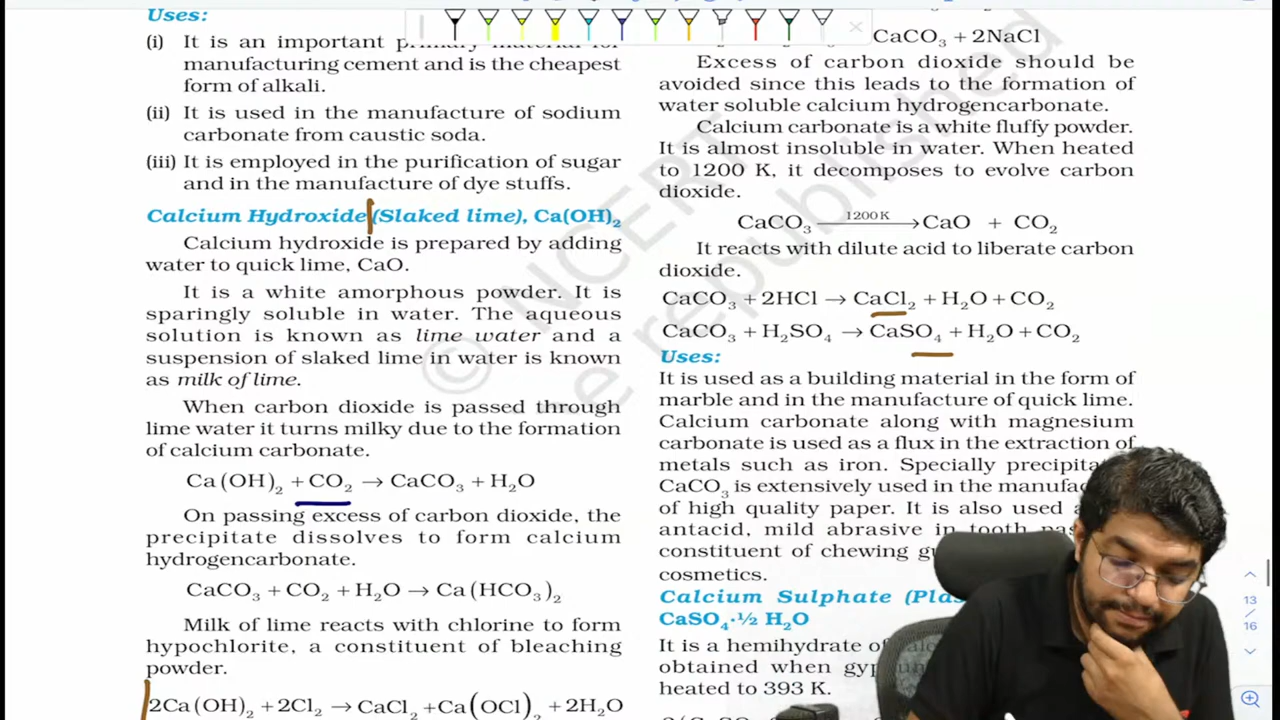 Uses:
(i) It is an important primary material for
manufacturing cement and is the cheapest
form of alkali.
(ii) It is used in the manufacture of sodium
carbonate from caustic soda.
(iii) It is employed in the purification of sugar
and in the manufacture of dye stuffs.
Calcium Hydroxide (Slaked lime), Ca(OH)₂
Calcium hydroxide is prepared by adding
water to quick lime, CaO.
It is a white amorphous powder. It is
sparingly soluble in water. The aqueous
solution is known as lime water and a
suspension of slaked lime in water is known
as milk of lime.
When carbon dioxide is passed through
lime water it turns milky due to the formation
of calcium carbonate.
Ca(OH)₂ + CO₂ → CaCO₃ + H₂O
On passing excess of carbon dioxide, the
precipitate dissolves to form calcium
hydrogencarbonate.
CaCO₃ + CO₂ + H₂O → Ca(HCO₃)₂
Milk of lime reacts with chlorine to form
hypochlorite, a constituent of bleaching
powder.
2Ca(OH)₂ + 2Cl₂ → CaCl₂ + Ca(OCl)₂ + 2H₂O
CaCO₃ + 2NaCl
Excess of carbon dioxide should be
avoided since this leads to the formation of
water soluble calcium hydrogencarbonate.
Calcium carbonate is a white fluffy powder.
It is almost insoluble in water. When heated
to 1200 K, it decomposes to evolve carbon
dioxide.
CaCO₃ 1200 K → CaO + CO₂
It reacts with dilute acid to liberate carbon
dioxide.
CaCO₃ + 2HCl → CaCl₂ + H₂O + CO₂
CaCO₃ + H₂SO₄ → CaSO₄ + H₂O + CO₂
Uses:
It is used as a building material in the form of
marble and in the manufacture of quick lime.
Calcium carbonate along with magnesium
carbonate is used as a flux in the extraction of
metals such as iron. Specially
CaCO₃ is extensively used in the
of high quality paper. It is also used
antacid, mild abrasive in tooth
constituent of chewing
cosmetics.
Calcium Sulphate
CaSO₄·½ H₂O
It is a hemihydrate of
obtained when
heated to 393 K.
© NCERT
republished
13
16